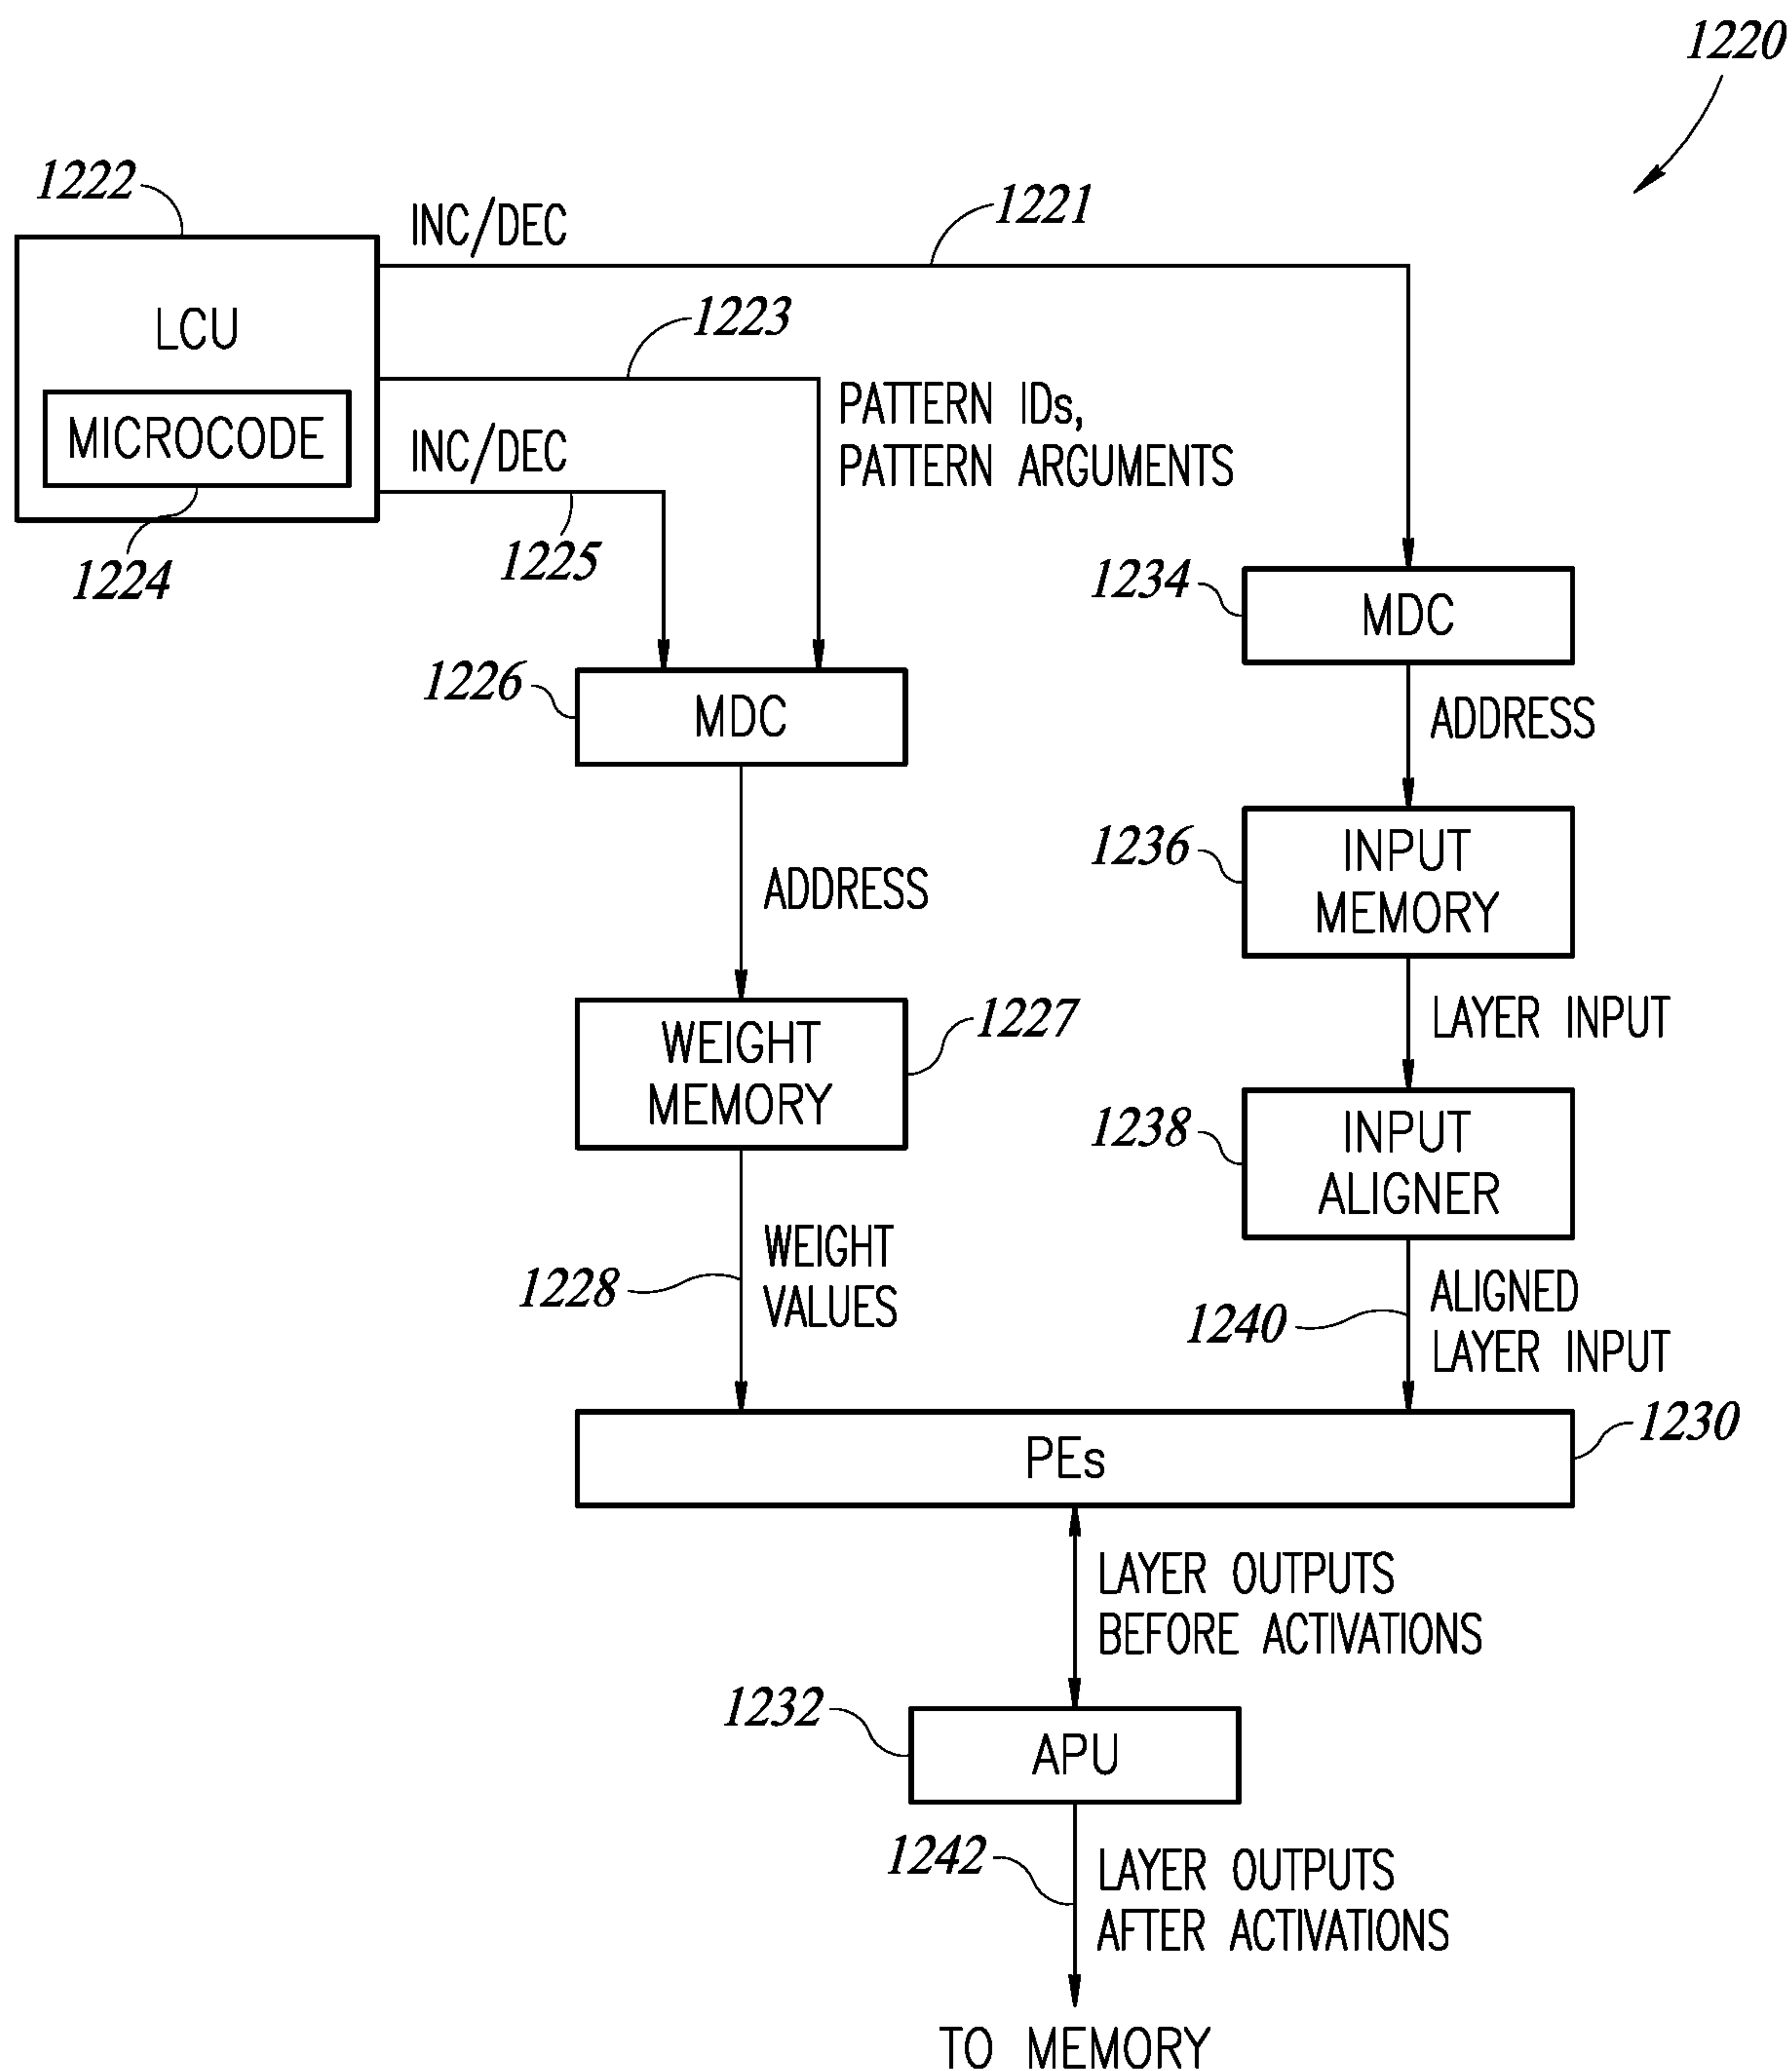 1220
1222
INC/DEC
1221
LCU
1223
PATTERN IDs,
PATTERN ARGUMENTS
MICROCODE
INC/DEC
1225
1224
1234
MDC
1226
MDC
ADDRESS
1236
INPUT
MEMORY
ADDRESS
WEIGHT
MEMORY
1227
LAYER INPUT
1238
INPUT
ALIGNER
WEIGHT
VALUES
1228
ALIGNED
LAYER INPUT
1240
PEs
1230
LAYER OUTPUTS
BEFORE ACTIVATIONS
1232
APU
1242
LAYER OUTPUTS
AFTER ACTIVATIONS
TO MEMORY